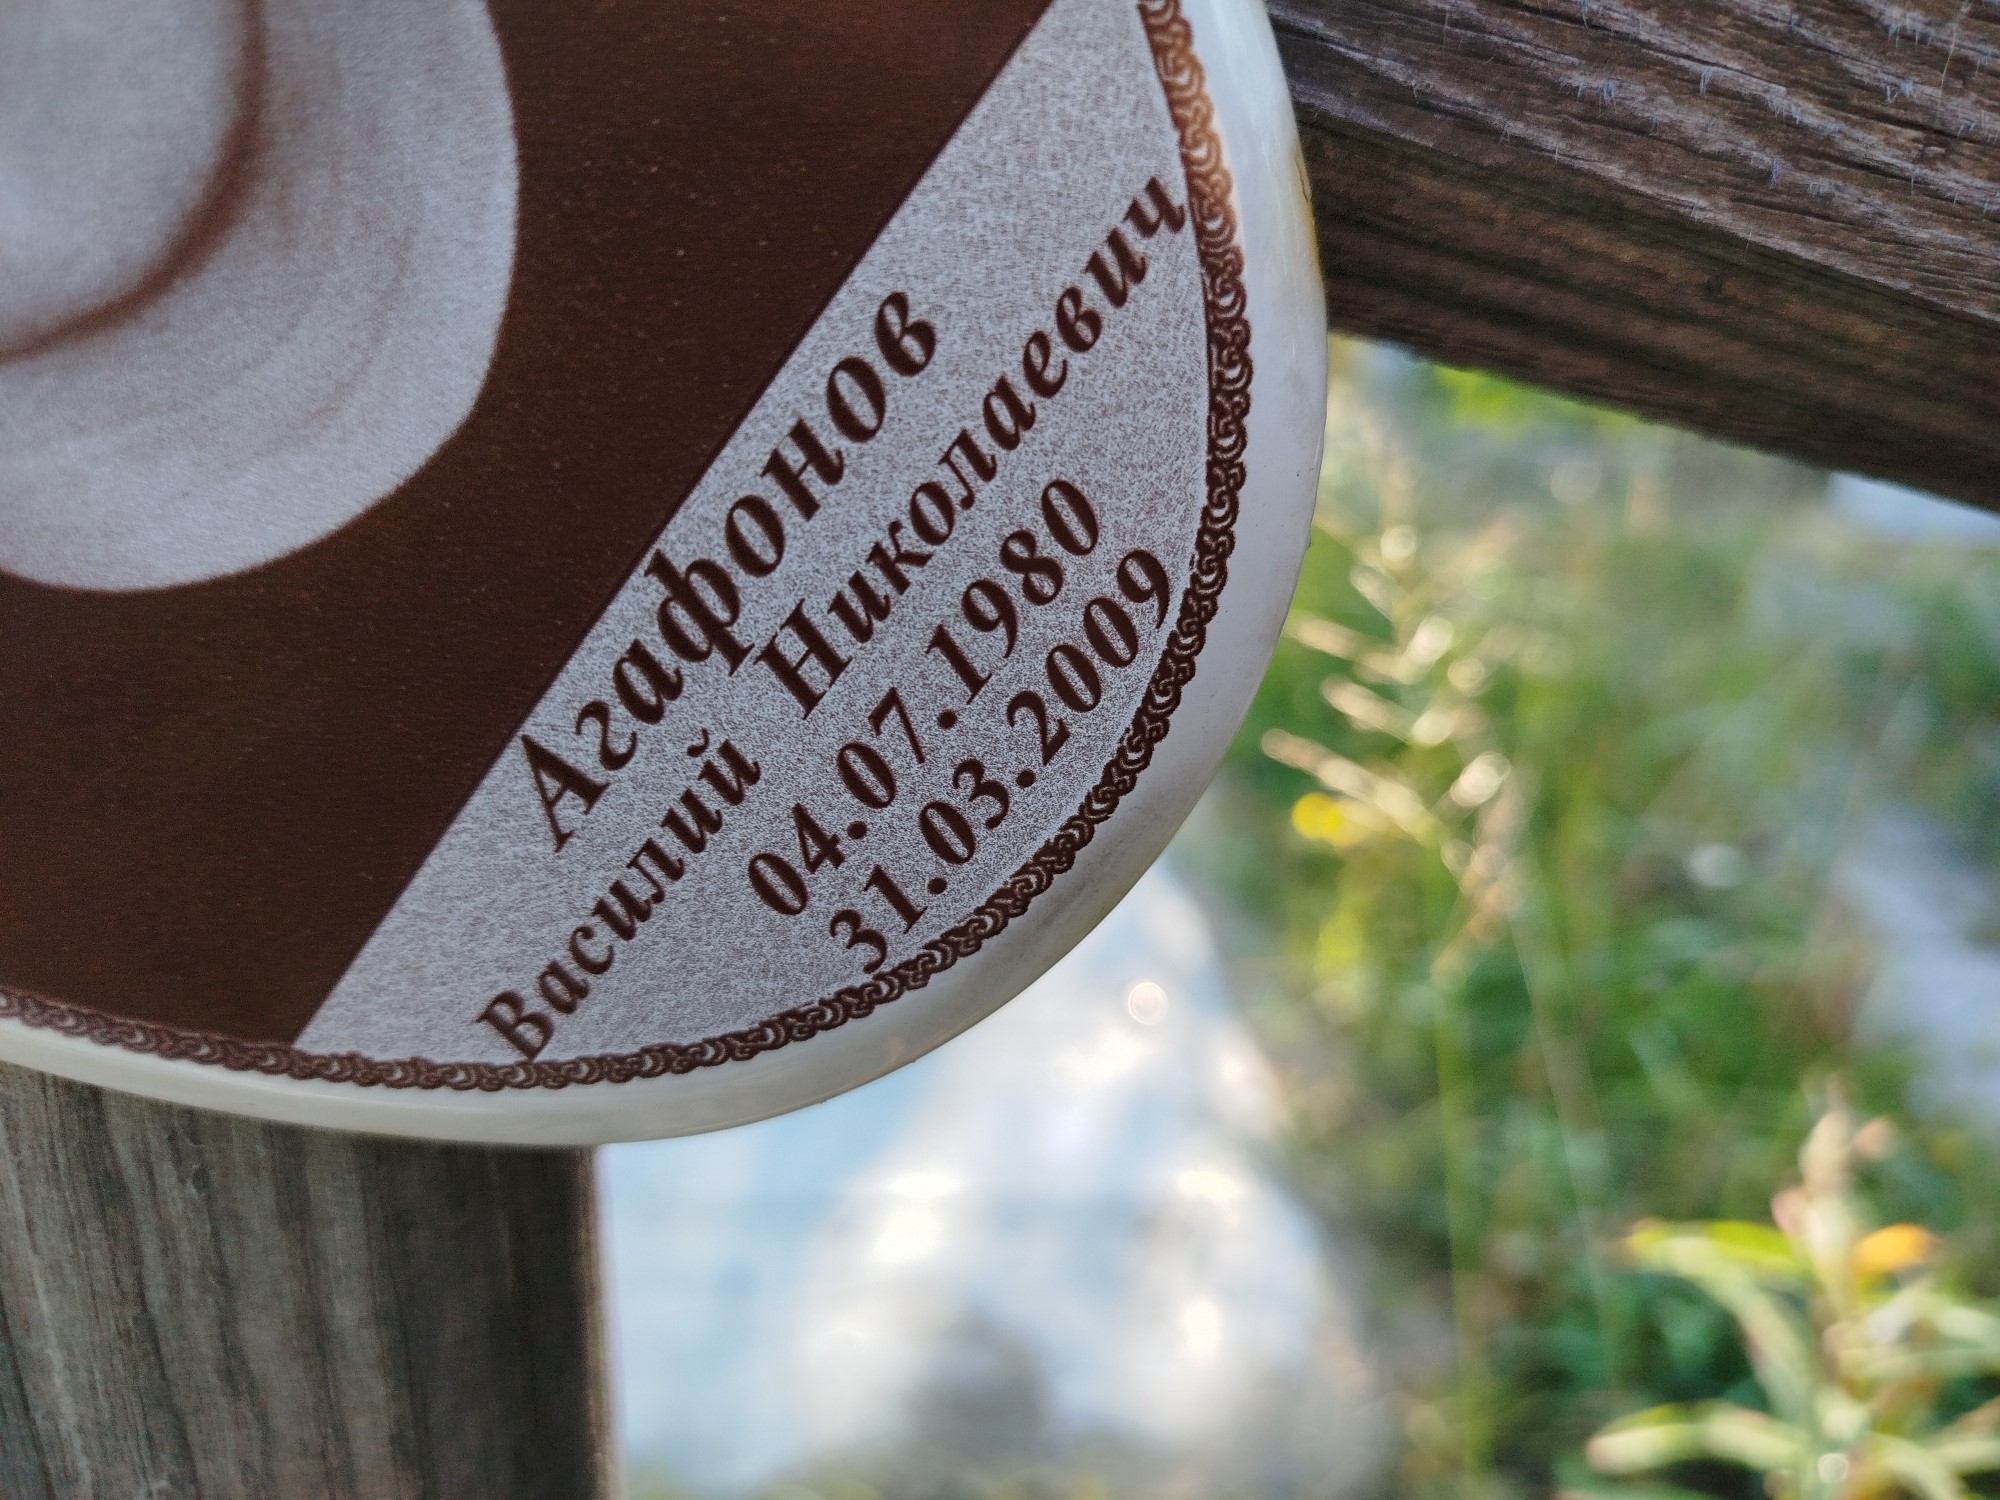 Агафонов
Василий Николаевич
04.07.1980
31.03.2009